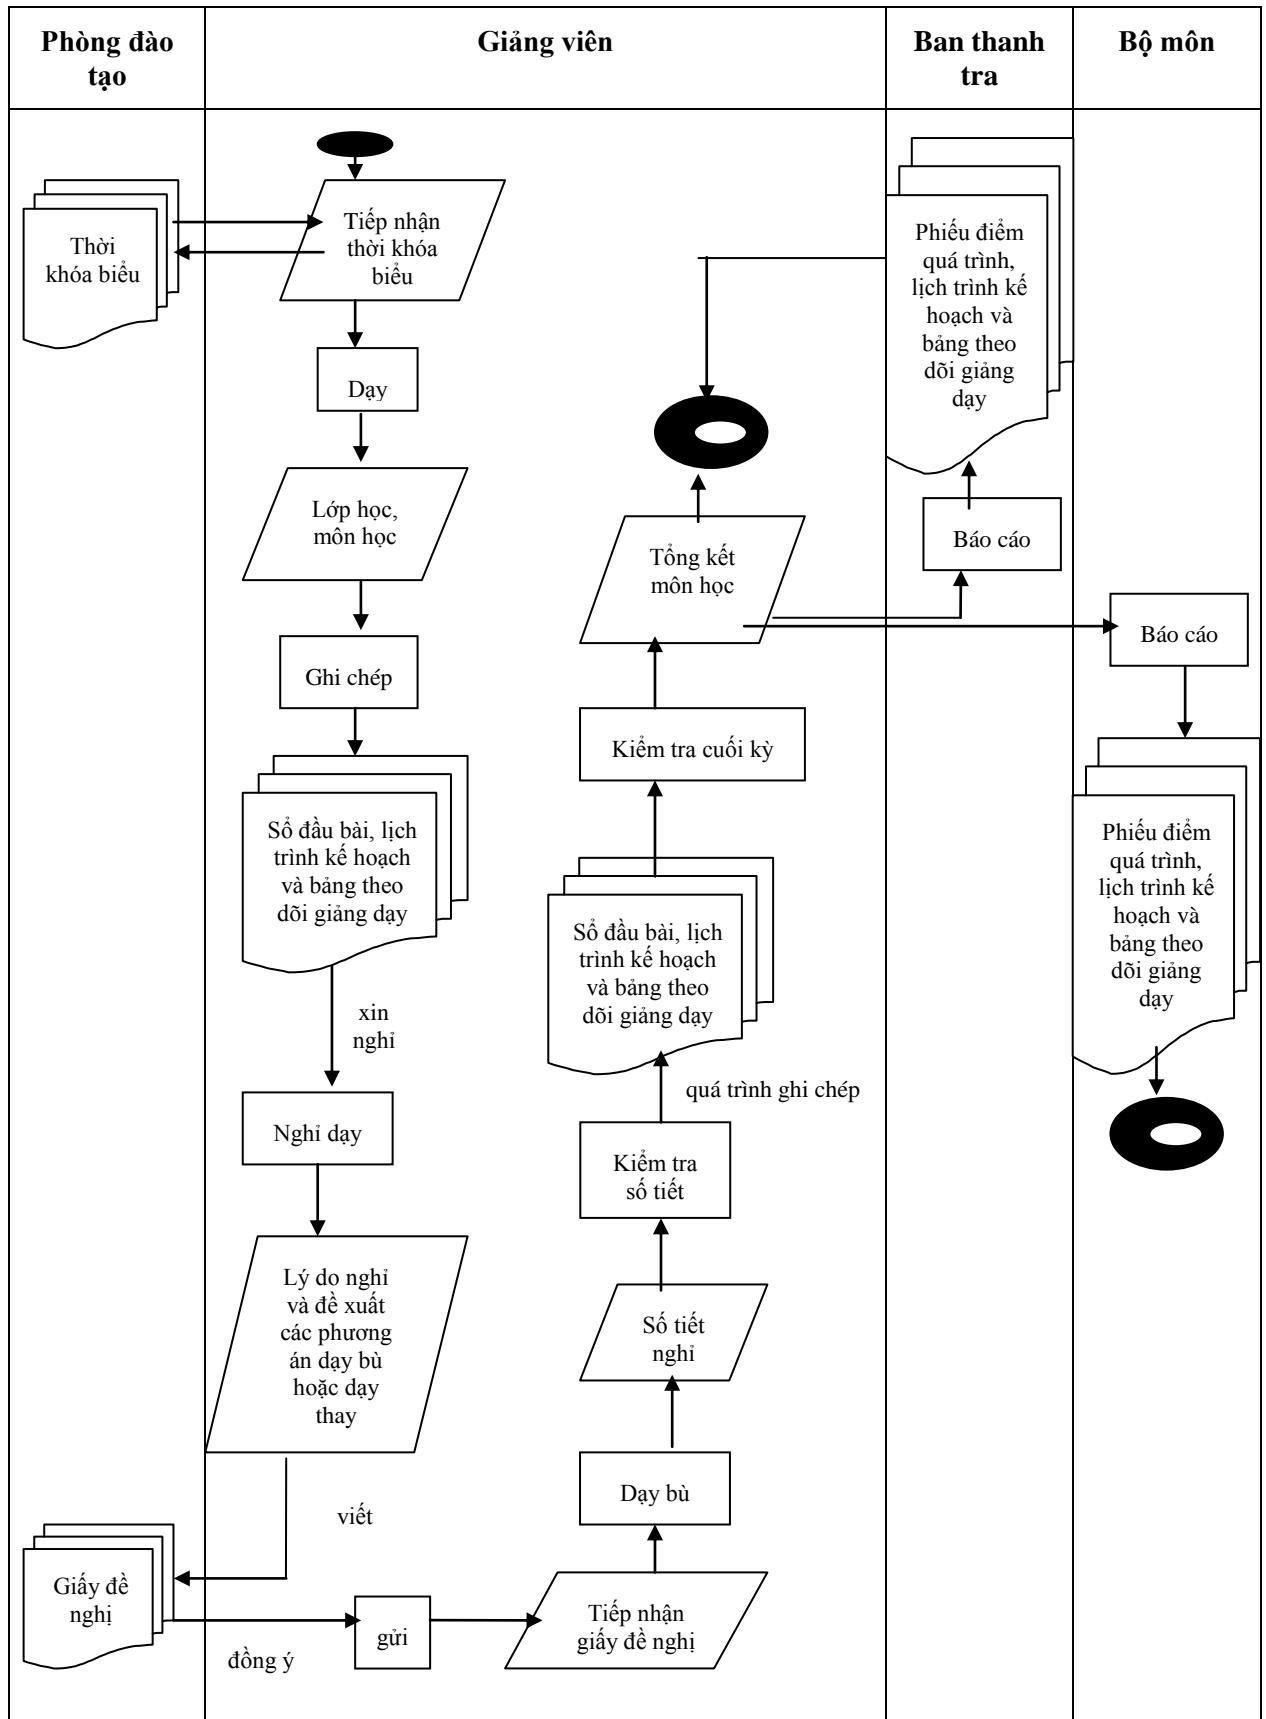 Phòng đào
tạo
Giảng viên
Ban thanh
tra
Bộ môn
Thời
khóa biểu
Tiếp nhận
thời khóa
biểu
Dạy
Lớp học,
môn học
Ghi chép
Sổ đầu bài, lịch
trình kế hoạch
và bảng theo
dõi giảng dạy
xin
nghỉ
Nghỉ dạy
Lý do nghỉ
và đề xuất
các phương
án dạy bù
hoặc dạy
thay
viết
Giấy đề
nghị
đồng ý
gửi
Tiếp nhận
giấy đề nghị
Dạy bù
Số tiết
nghỉ
Kiểm tra
số tiết
quá trình ghi chép
Sổ đầu bài, lịch
trình kế hoạch
và bảng theo
dõi giảng dạy
Kiểm tra cuối kỳ
Tổng kết
môn học
Báo cáo
Phiếu điểm
quá trình,
lịch trình kế
hoạch và
bảng theo
dõi giảng
dạy
Báo cáo
Phiếu điểm
quá trình,
lịch trình kế
hoạch và
bảng theo
dõi giảng
dạy